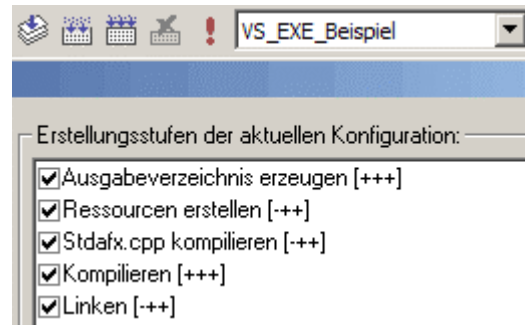 VS_EXE_Beispiel
Erstellungsstufen der aktuellen Konfiguration:
Ausgabeverzeichnis erzeugen [+++]
Ressourcen erstellen [-++]
Stdafx.cpp kompilieren [-++]
Kompilieren [+++]
Linken [-++]